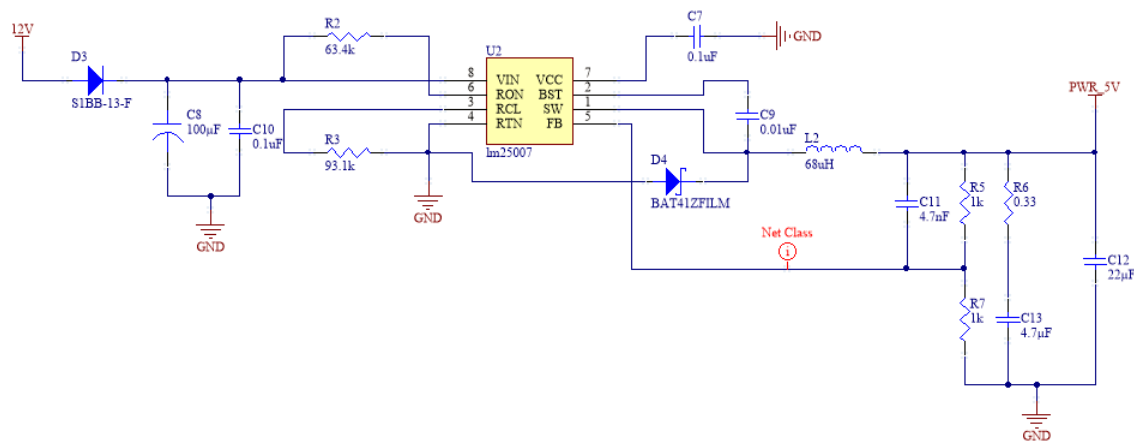 12V
D3
S1BB-13-F
C8
100µF
C10
0.1uF
GND
R2
63.4k
R3
93.1k
U2
8 VIN VCC 7
6 RON BST 2
3 RCL SW 1
4 RTN FB 5
lm25007
GND
C7
0.1uF
GND
C9
0.01uF
D4
BAT41ZFILM
L2
68uH
PWR_5V
Net Class
i
C11
4.7nF
R5
1k
R6
0.33
R7
1k
C13
4.7µF
C12
22µF
GND